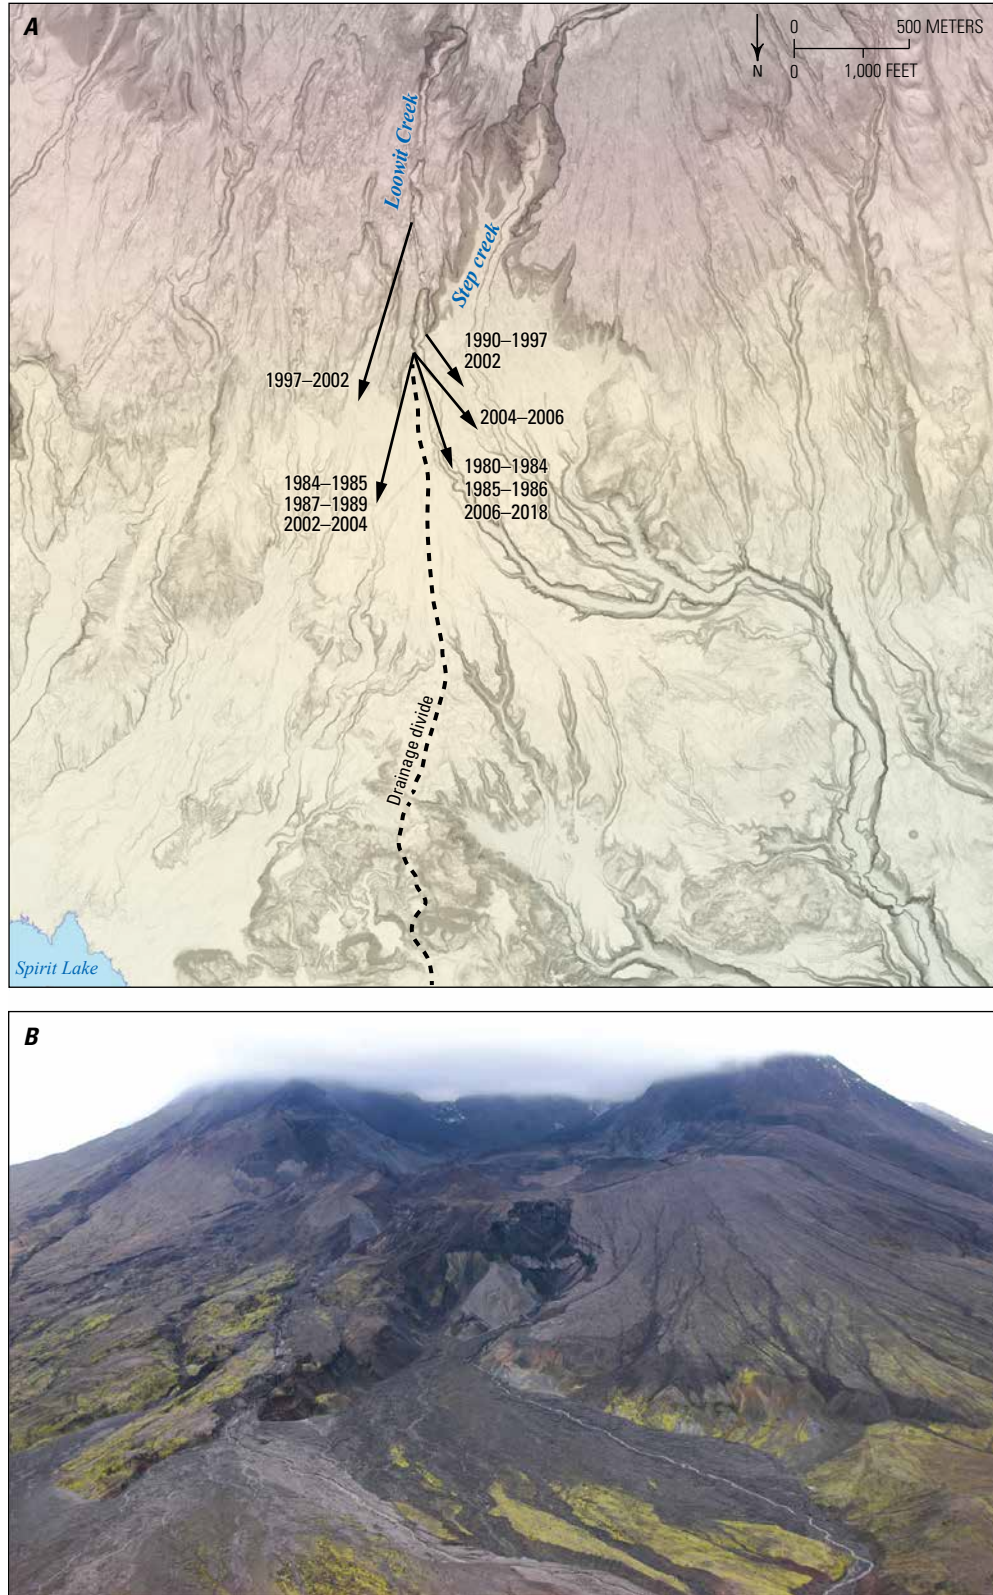 A
0 500 METERS
N 0 1,000 FEET
Loowit Creek
Step creek
1990–1997
2002
1997–2002
2004–2006
1980–1984
1985–1986
2006–2018
1984–1985
1987–1989
2002–2004
Drainage divide
Spirit Lake
B